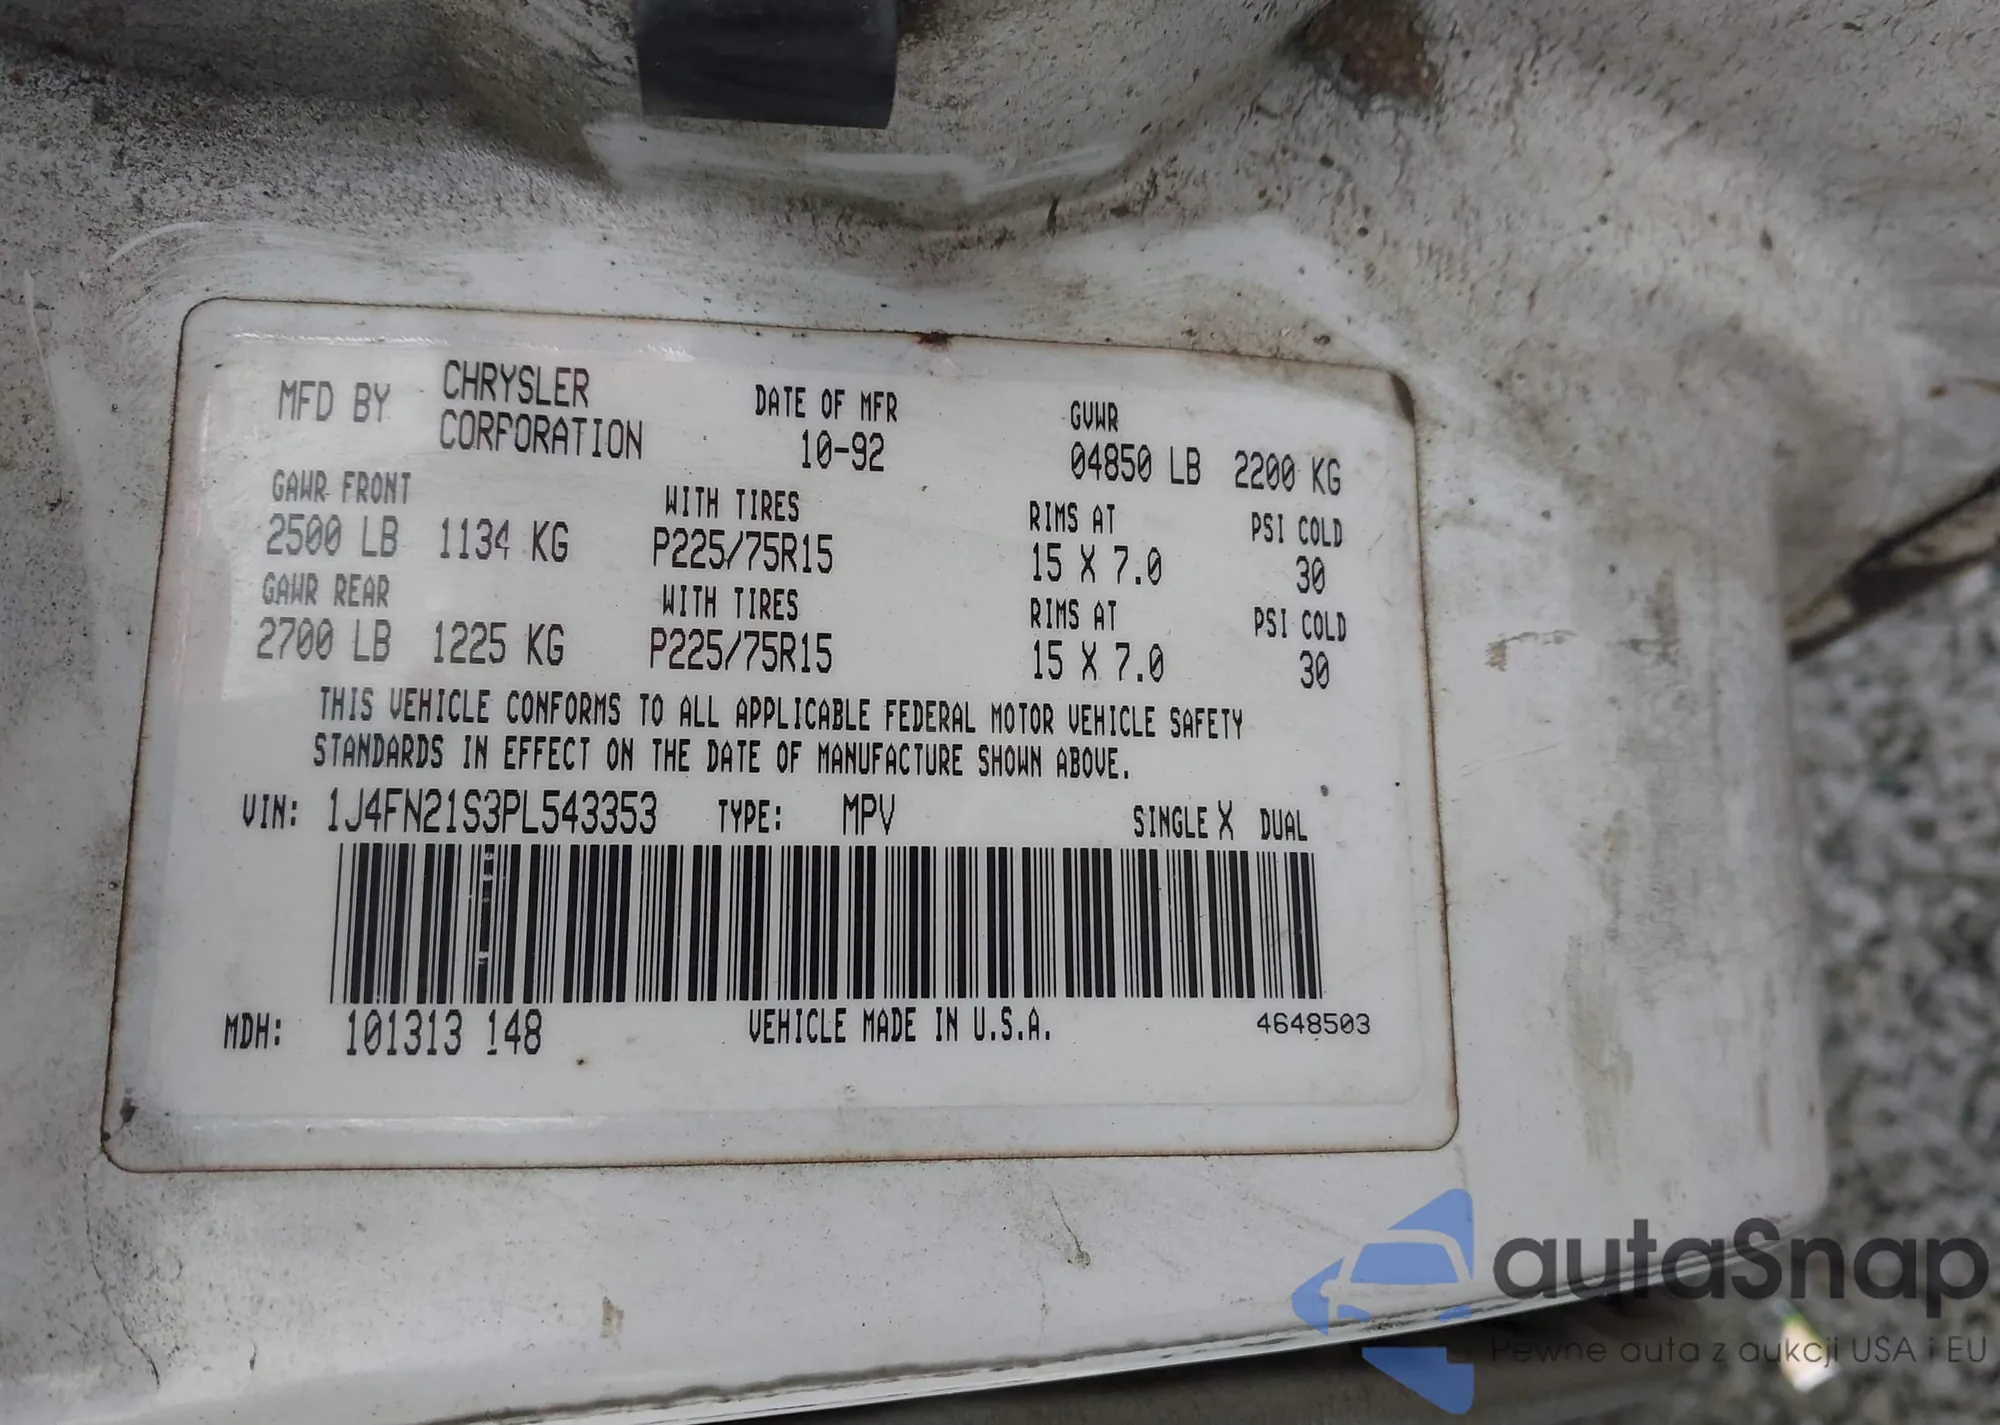 MFD BY CHRYSLER CORPORATION DATE OF MFR 10-92 GVWR 04850 LB 2200 KG
GAWR FRONT WITH TIRES RIMS AT PSI COLD
2500 LB 1134 KG P225/75R15 15 X 7.0 30
GAWR REAR WITH TIRES RIMS AT PSI COLD
2700 LB 1225 KG P225/75R15 15 X 7.0 30
THIS VEHICLE CONFORMS TO ALL APPLICABLE FEDERAL MOTOR VEHICLE SAFETY
STANDARDS IN EFFECT ON THE DATE OF MANUFACTURE SHOWN ABOVE.
VIN: 1J4FN21S3PL543353 TYPE: MPV SINGLE X DUAL
MDH: 101313 148 VEHICLE MADE IN U.S.A. 4648503
autaSnap
Pewne auta z aukcji USA i EU